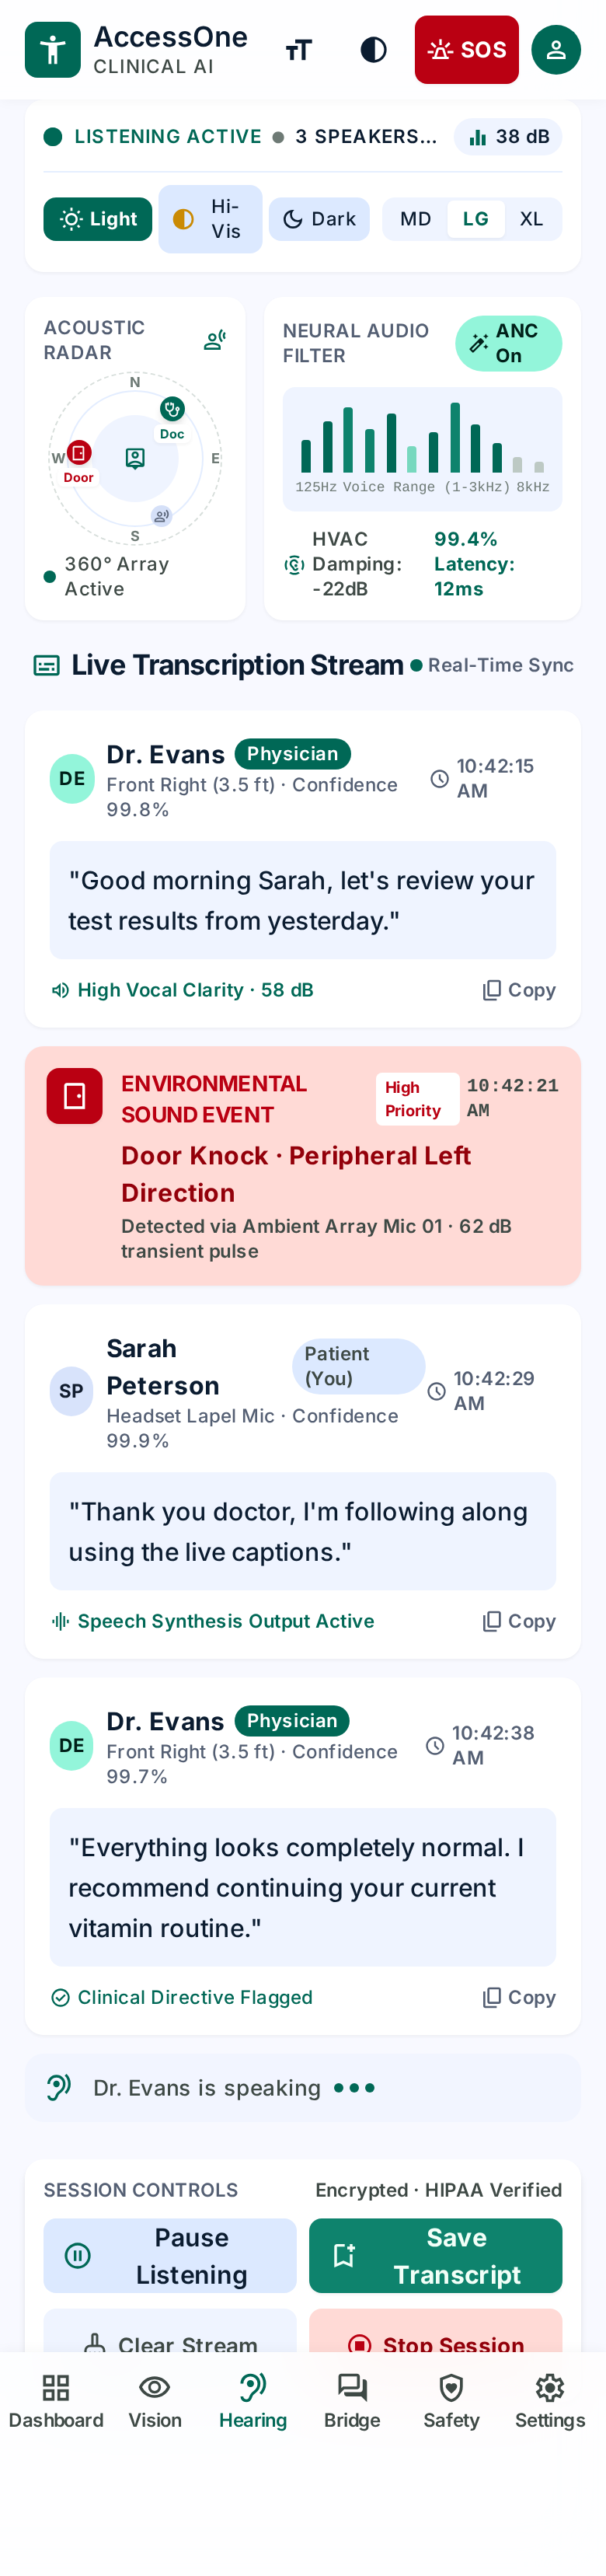 AccessOne
CLINICAL AI
SOS
LISTENING ACTIVE
3 SPEAKERS...
38 dB
Light
Hi-
Vis
Dark
MD
LG
XL
ACOUSTIC
RADAR
N
Doc
W
Door
E
S
360° Array
Active
NEURAL AUDIO
FILTER
ANC
On
125Hz
Voice Range (1-3kHz)
8kHz
HVAC
Damping:
-22dB
99.4%
Latency:
12ms
Live Transcription Stream
Real-Time Sync
DE
Dr. Evans
Physician
Front Right (3.5 ft) · Confidence
99.8%
10:42:15
AM
"Good morning Sarah, let's review your
test results from yesterday."
High Vocal Clarity · 58 dB
Copy
ENVIRONMENTAL
SOUND EVENT
High
Priority
10:42:21
AM
Door Knock · Peripheral Left
Direction
Detected via Ambient Array Mic 01 · 62 dB
transient pulse
SP
Sarah
Peterson
Patient
(You)
Headset Lapel Mic · Confidence
99.9%
10:42:29
AM
"Thank you doctor, I'm following along
using the live captions."
Speech Synthesis Output Active
Copy
DE
Dr. Evans
Physician
Front Right (3.5 ft) · Confidence
99.7%
10:42:38
AM
"Everything looks completely normal. I
recommend continuing your current
vitamin routine."
Clinical Directive Flagged
Copy
Dr. Evans is speaking
SESSION CONTROLS
Encrypted · HIPAA Verified
Pause
Listening
Save
Transcript
Clear Stream
Stop Session
Dashboard
Vision
Hearing
Bridge
Safety
Settings